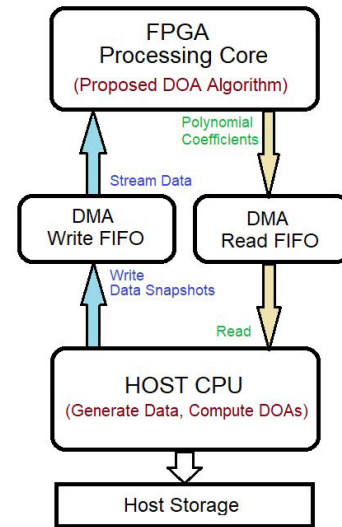 FPGA
Processing Core
(Proposed DOA Algorithm)
Polynomial
Coefficients
Stream Data
DMA
Write FIFO
DMA
Read FIFO
Write
Data Snapshots
Read
HOST CPU
(Generate Data, Compute DOAs)
Host Storage